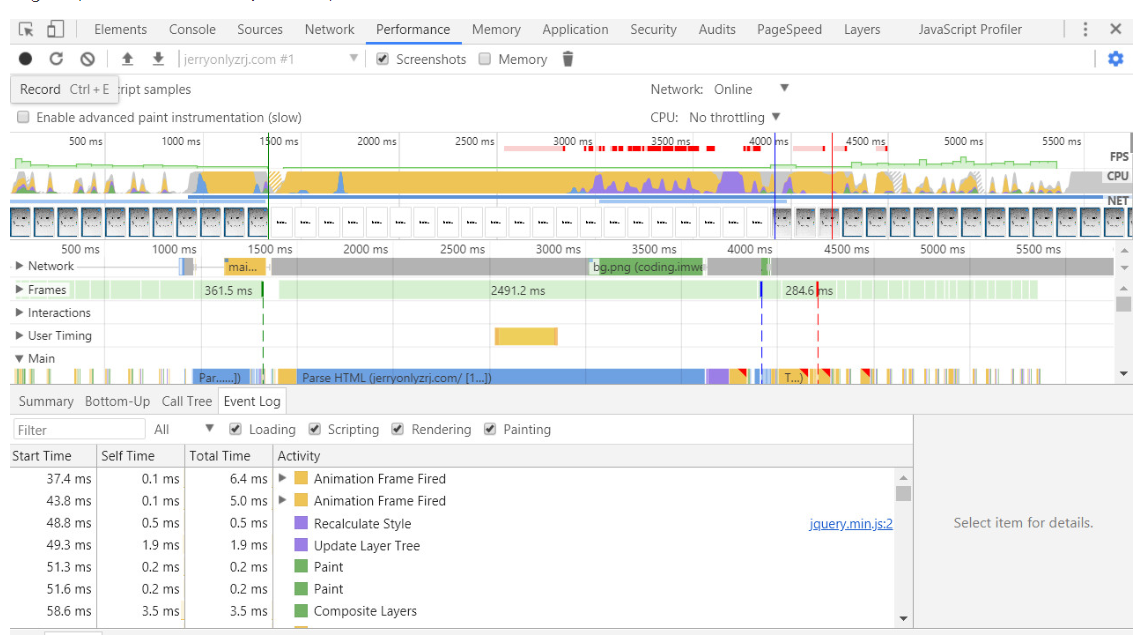 Elements Console Sources Network Performance Memory Application Security Audits PageSpeed Layers JavaScript Profiler
jerryonlyzrj.com #1 Screenshots Memory
Record Ctrl + E ript samples Network: Online
Enable advanced paint instrumentation (slow) CPU: No throttling
500 ms 1000 ms 1500 ms 2000 ms 2500 ms 3000 ms 3500 ms 4000 ms 4500 ms 5000 ms 5500 ms
FPS
CPU
NET
500 ms 1000 ms 1500 ms 2000 ms 2500 ms 3000 ms 3500 ms 4000 ms 4500 ms 5000 ms 5500 ms
Network mai... bg.png (coding.imw
Frames 361.5 ms 2491.2 ms 284.6 ms
Interactions
User Timing
Main
Par...…]) Parse HTML (jerryonlyzrj.com/ [1...]) T...)
Summary Bottom-Up Call Tree Event Log
Filter All Loading Scripting Rendering Painting
Start Time Self Time Total Time Activity
37.4 ms 0.1 ms 6.4 ms Animation Frame Fired
43.8 ms 0.1 ms 5.0 ms Animation Frame Fired
48.8 ms 0.5 ms 0.5 ms Recalculate Style jquery.min.js:2
Select item for details.
49.3 ms 1.9 ms 1.9 ms Update Layer Tree
51.3 ms 0.2 ms 0.2 ms Paint
51.6 ms 0.2 ms 0.2 ms Paint
58.6 ms 3.5 ms 3.5 ms Composite Layers